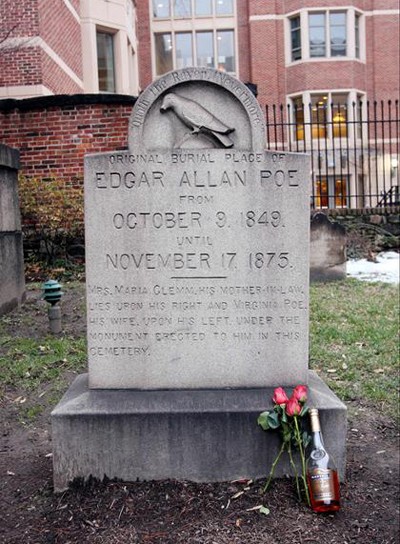 Quoth the Raven, Nevermore
ORIGINAL BURIAL PLACE OF
EDGAR ALLAN POE
FROM
OCTOBER 9, 1849,
UNTIL
NOVEMBER 17, 1875.
MRS. MARIA CLEMM, HIS MOTHER-IN-LAW,
LIES UPON HIS RIGHT AND VIRGINIA POE,
HIS WIFE, UPON HIS LEFT, UNDER THE
MONUMENT ERECTED TO HIM IN THIS
CEMETERY.